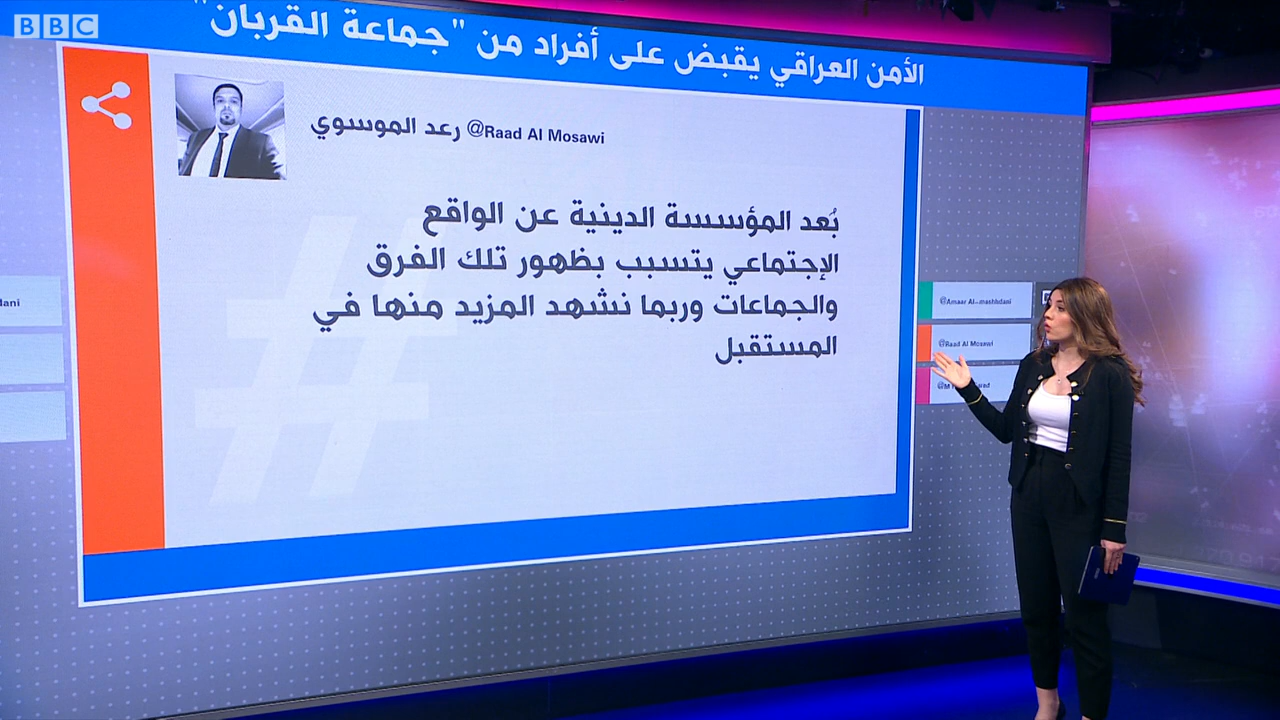 BBC
الأمن العراقي يقبض على أفراد من "جماعة القربان"
رعد الموسوي @Raad Al Mosawi
بُعد المؤسسة الدينية عن الواقع
الإجتماعي يتسبب بظهور تلك الفرق
والجماعات وربما نشهد المزيد منها في
المستقبل
@Amaar Al-mashhdani
@Raad Al Mosawi